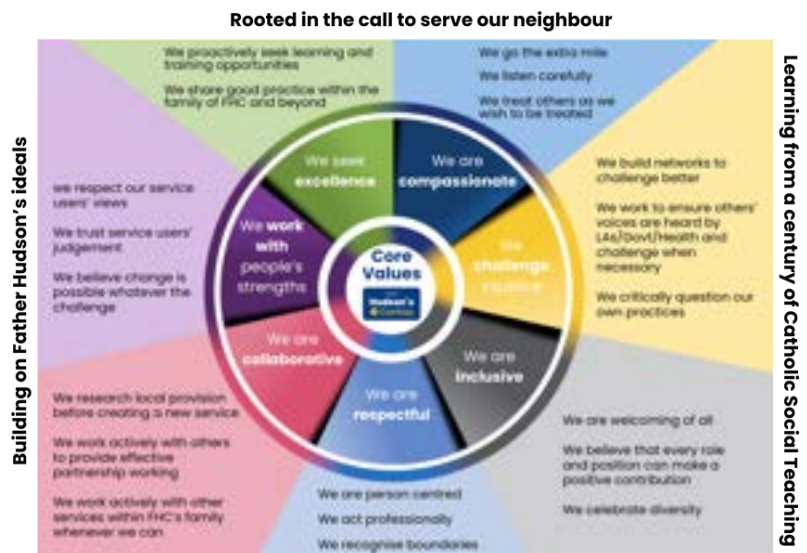 Rooted in the call to serve our neighbour
Building on Father Hudson's ideals
Learning from a century of Catholic Social Teaching
We proactively seek learning and
training opportunities
We share good practice within the
family of FHC and beyond
We go the extra mile
We listen carefully
We treat others as we
wish to be treated
We seek
excellence
We are
compassionate
We build networks to
challenge better
We work to ensure others'
voices are heard by
LAs/Govt/Health and
challenge when
necessary
We critically question our
own practices
we respect our service
users' views
We trust service users'
judgement
We believe change is
possible whatever the
challenge
We work
with
people's
strengths
Core
Values
Hudson's
We
challenge
We are
collaborative
We are
inclusive
We are
respectful
We research local provision
before creating a new service
We work actively with others
to provide effective
partnership working
We work actively with other
services within FHC's family
whenever we can
We are welcoming of all
We believe that every role
and position can make a
positive contribution
We celebrate diversity
We are person centred
We act professionally
We recognise boundaries